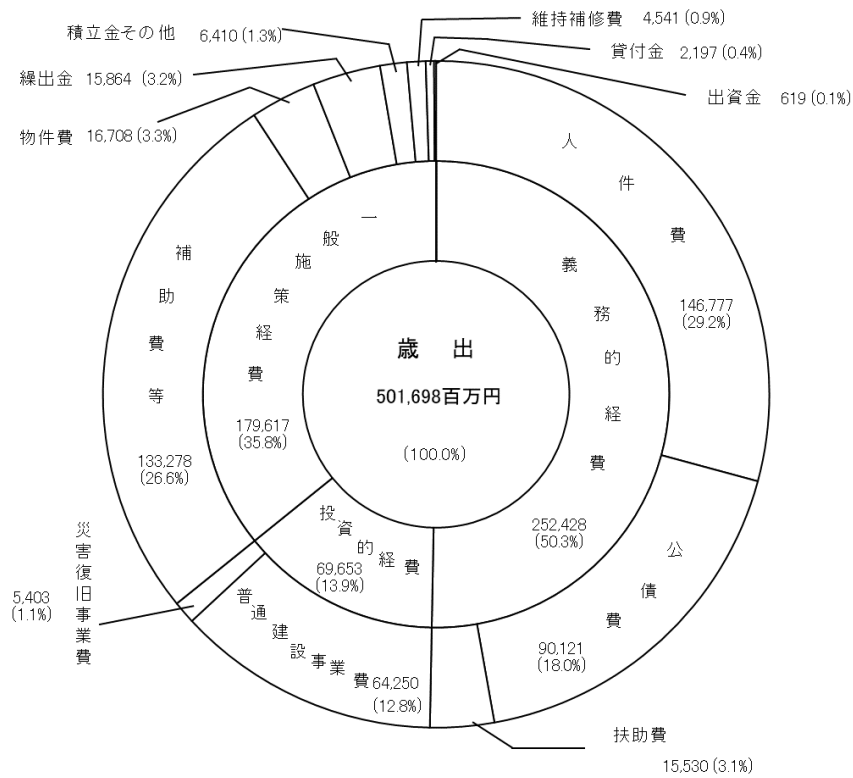 維持補修費 4,541 (0.9%)
積立金その他 6,410 (1.3%)
貸付金 2,197 (0.4%)
繰出金 15,864 (3.2%)
出資金 619 (0.1%)
物件費 16,708 (3.3%)
人件費
146,777
(29.2%)
一般施策経費
179,617
(35.8%)
義務的経費
252,428
(50.3%)
補助費等
133,278
(26.6%)
歳 出
501,698百万円
(100.0%)
投資的経費
69,653
(13.9%)
災害復旧事業費
5,403
(1.1%)
普通建設事業費
64,250
(12.8%)
公債費
90,121
(18.0%)
扶助費
15,530 (3.1%)